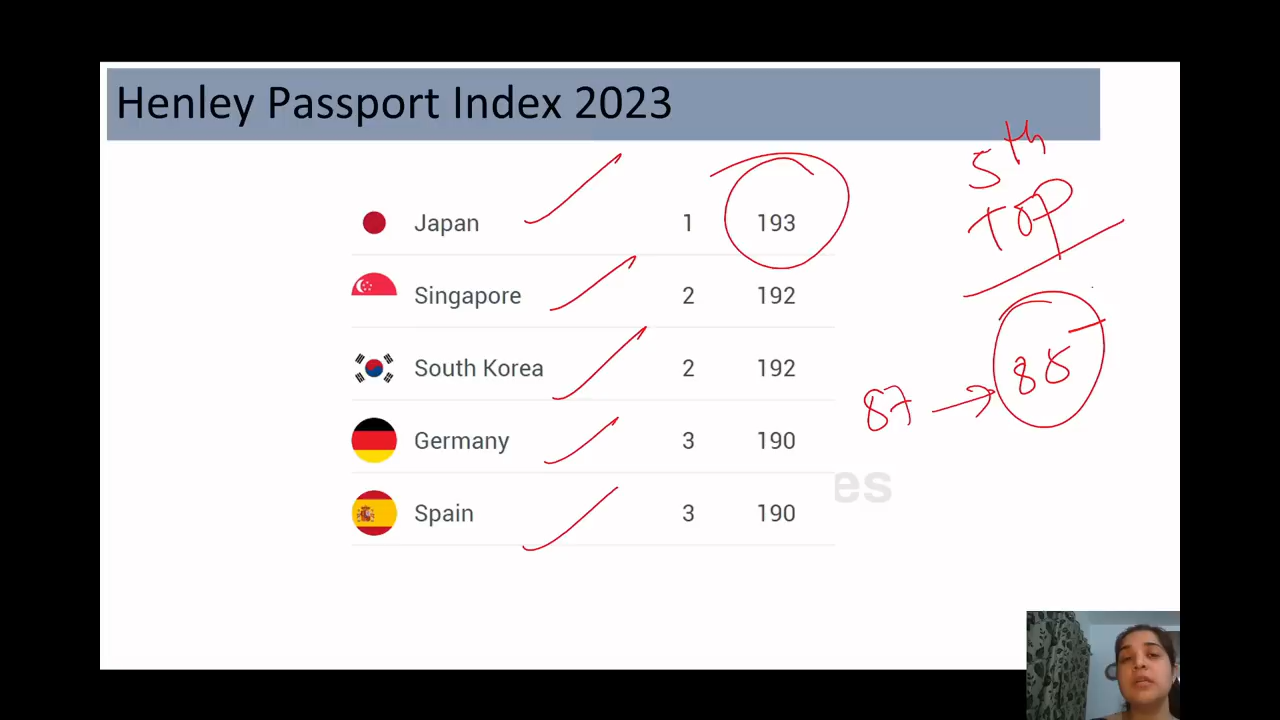 Henley Passport Index 2023
Japan 1 193
Singapore 2 192
South Korea 2 192
Germany 3 190
Spain 3 190
es
5th
TOP
87 → 85